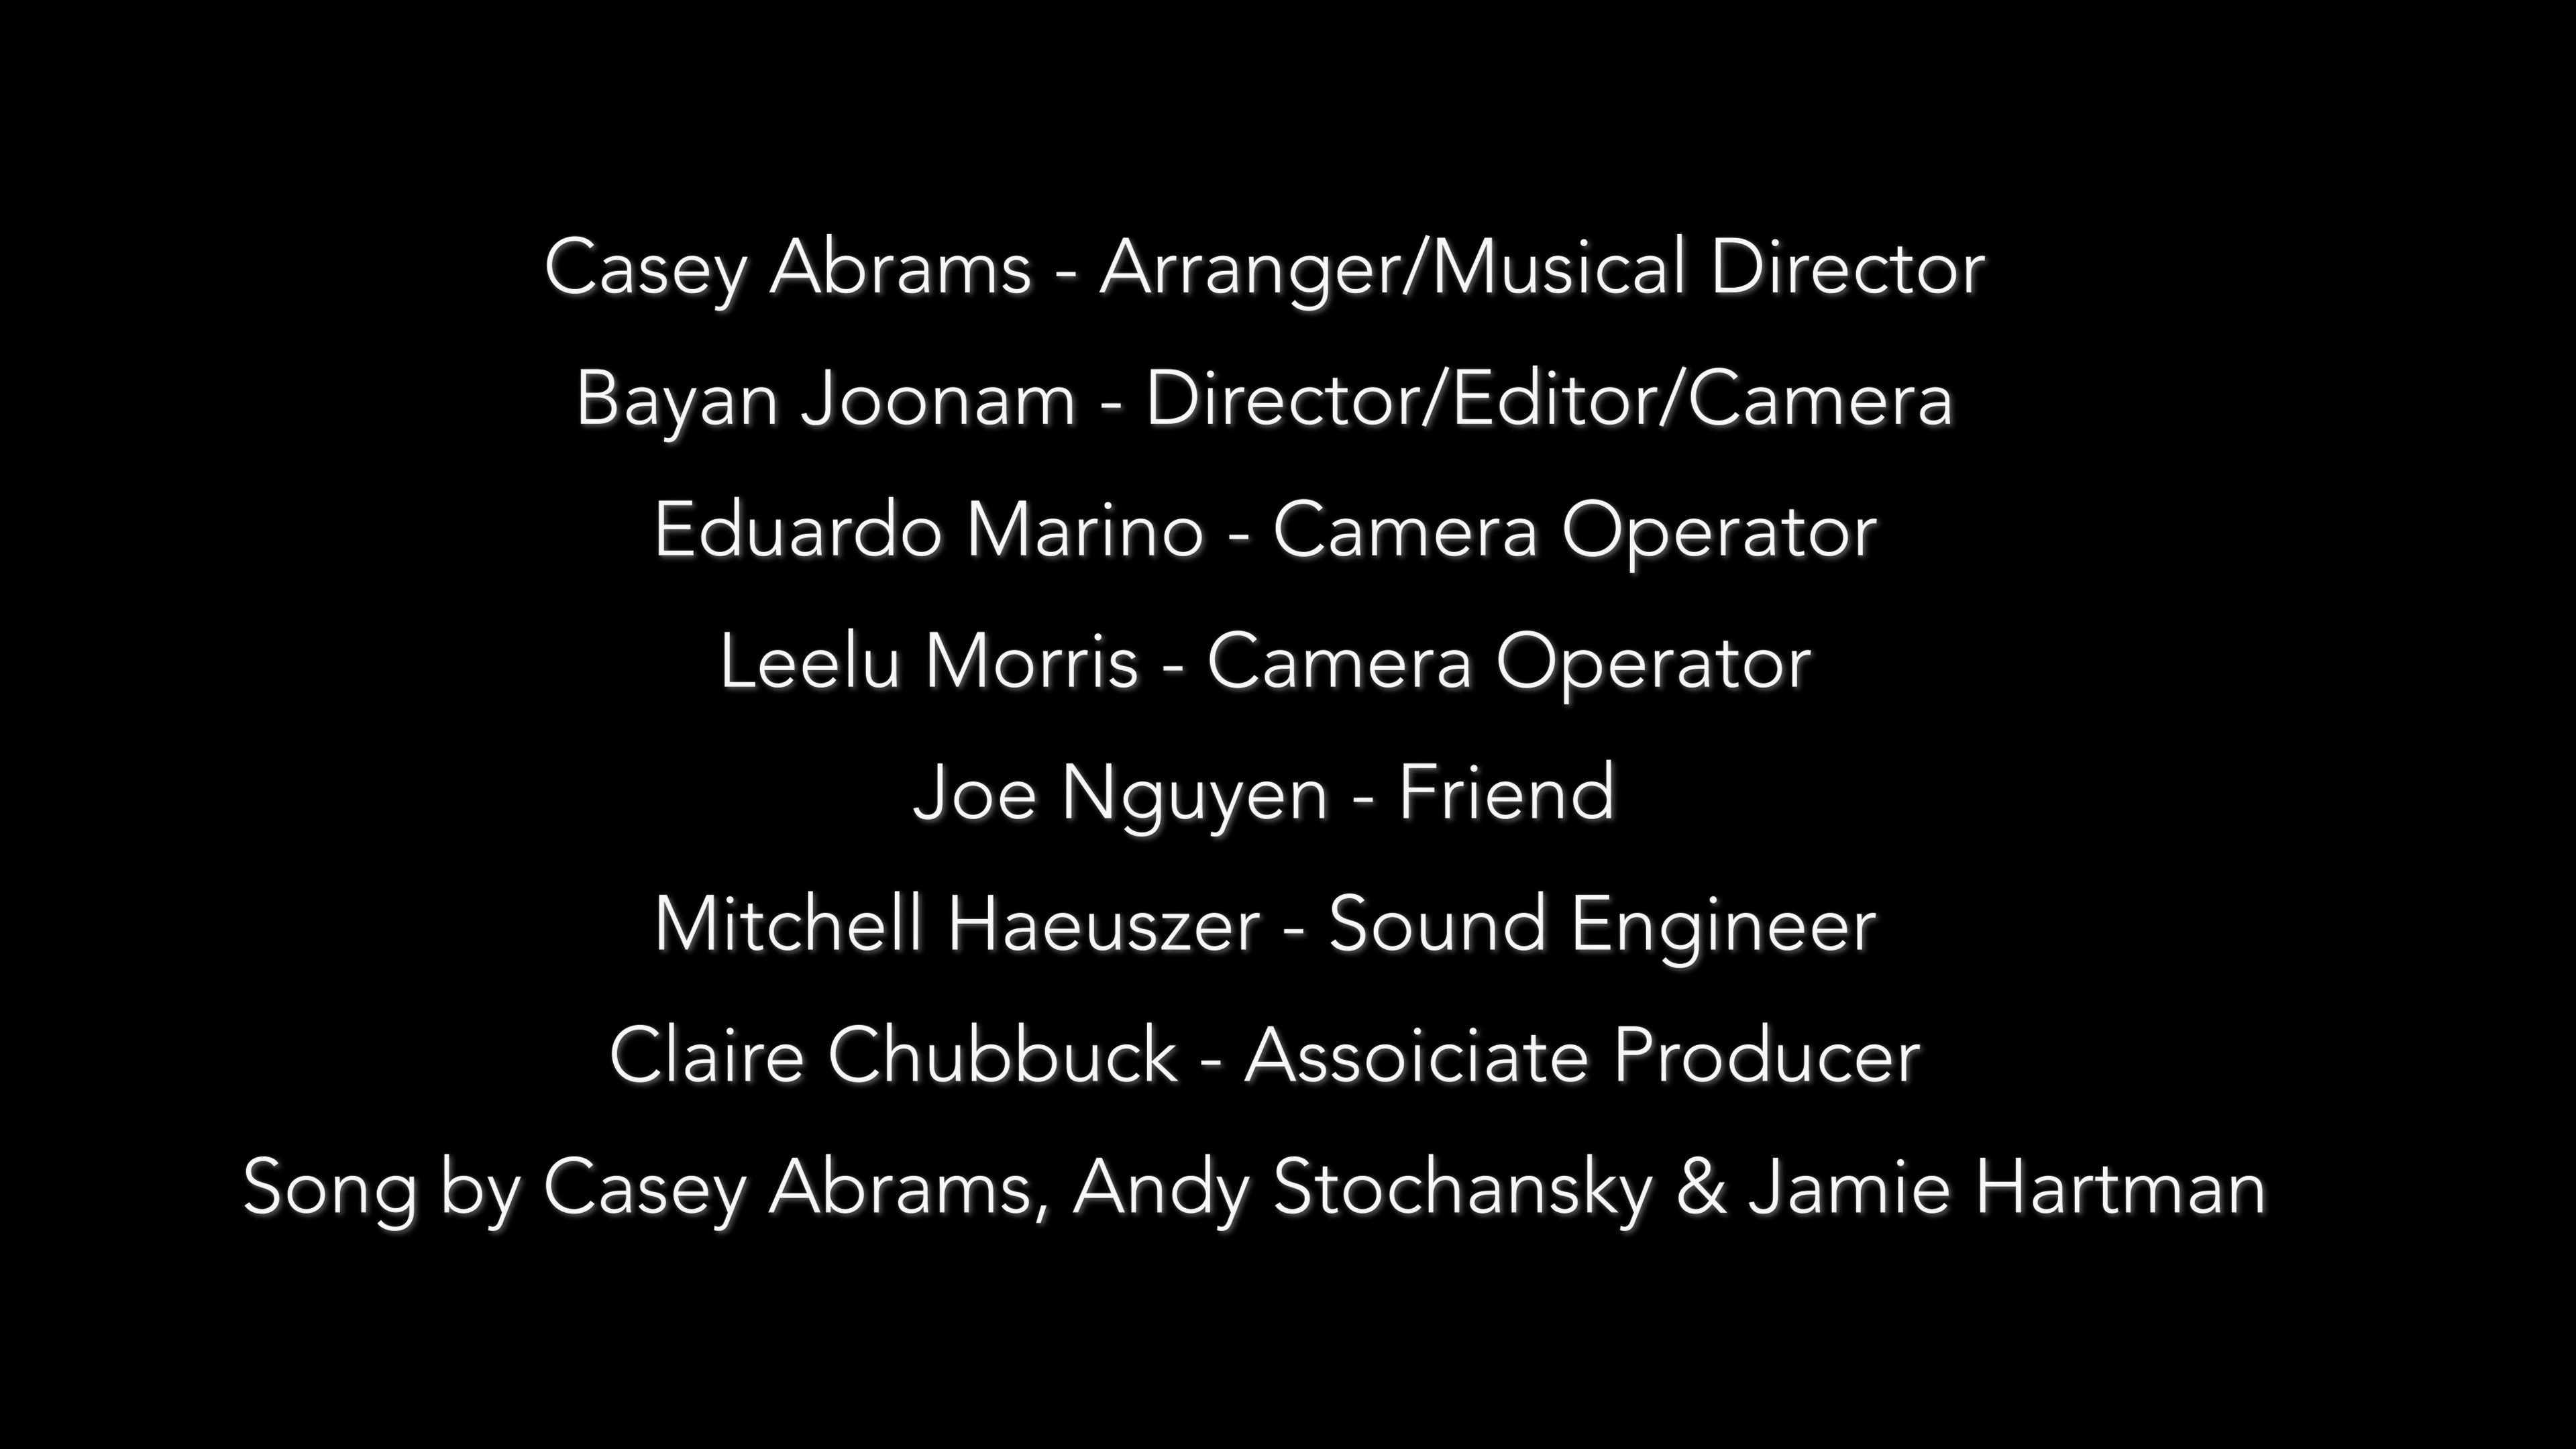 Casey Abrams - Arranger/Musical Director
Bayan Joonam - Director/Editor/Camera
Eduardo Marino - Camera Operator
Leelu Morris - Camera Operator
Joe Nguyen - Friend
Mitchell Haeuszer - Sound Engineer
Claire Chubbuck - Assoiciate Producer
Song by Casey Abrams, Andy Stochansky & Jamie Hartman